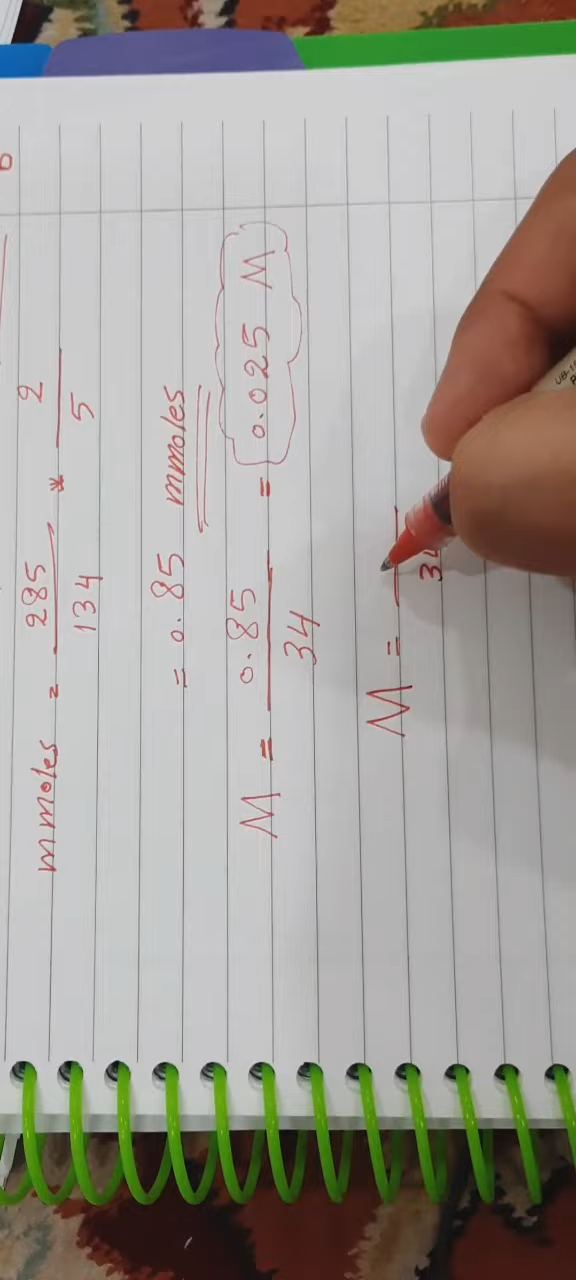 mmoles = 285/134 * 2/5
= 0.85 mmoles
M = 0.85/34 = 0.025 M
M =